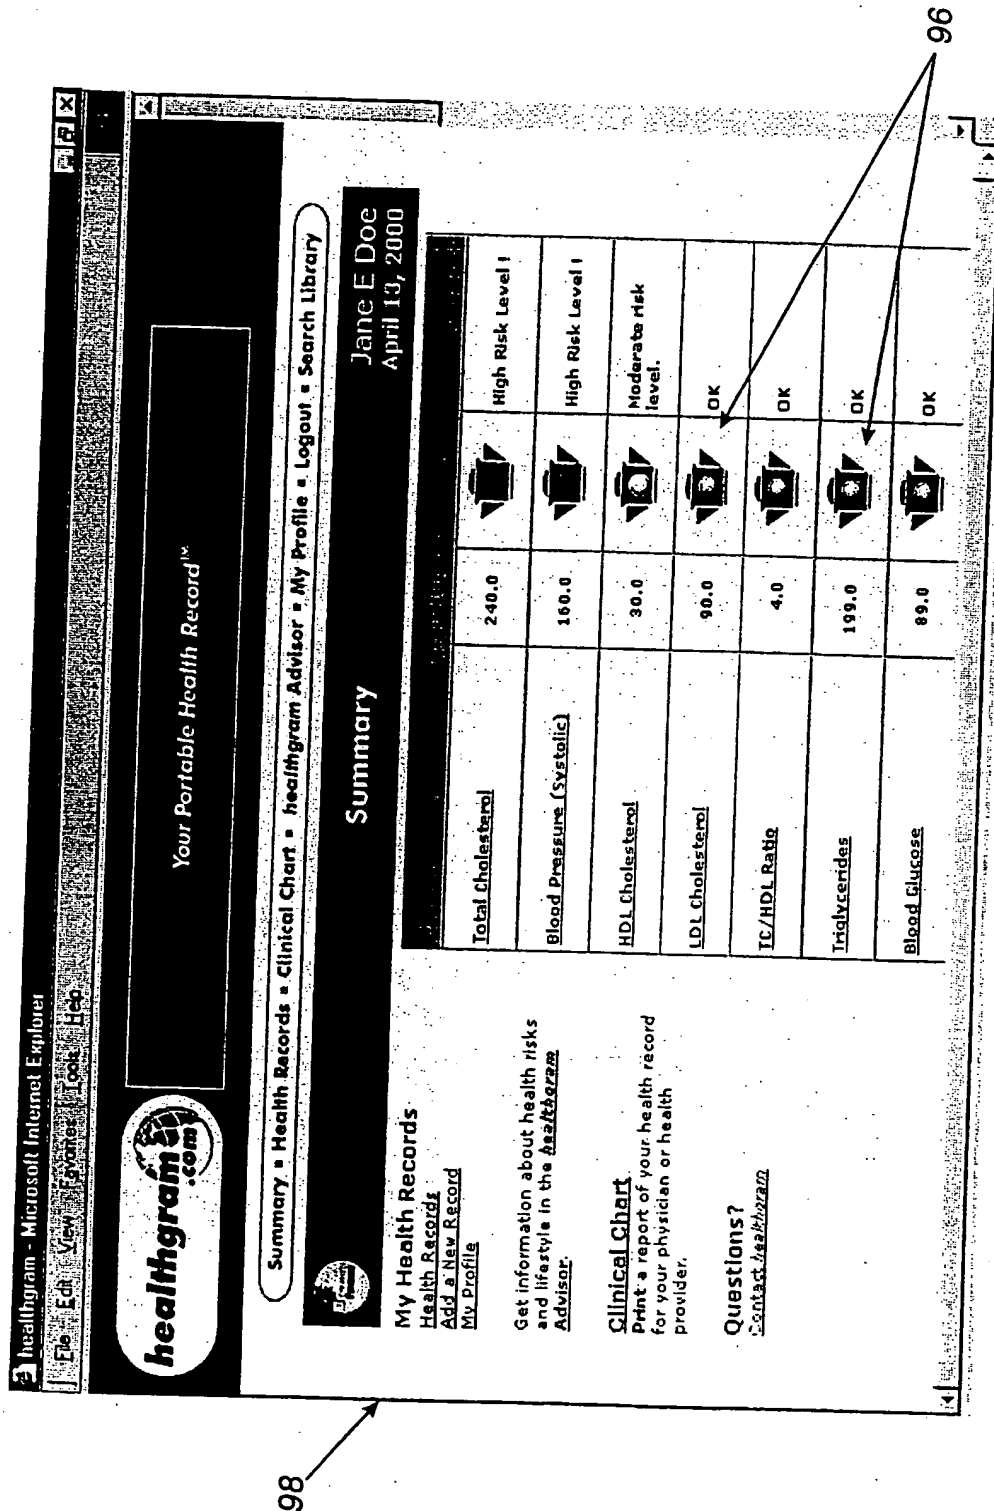 healthgram - Microsoft Internet Explorer
File Edit View Favorites Tools Help
healthgram
.com
Your Portable Health Record™
Summary ▪ Health Records ▪ Clinical Chart ▪ healthgram Advisor ▪ My Profile ▪ Logout ▪ Search Library
Summary
Jane E Doe
April 13, 2000
My Health Records
Health Records
Add a New Record
My Profile
Get information about health risks
and lifestyle in the healthgram
Advisor.
Clinical Chart
Print a report of your health record
for your physician or health
provider.
Questions?
Contact healthgram
Total Cholesterol 240.0 High Risk Level !
Blood Pressure (Systolic) 160.0 High Risk Level !
HDL Cholesterol 30.0 Moderate risk
level.
LDL Cholesterol 90.0 OK
TC/HDL Ratio 4.0 OK
Triglycerides 199.0 OK
Blood Glucose 89.0 OK
98
96